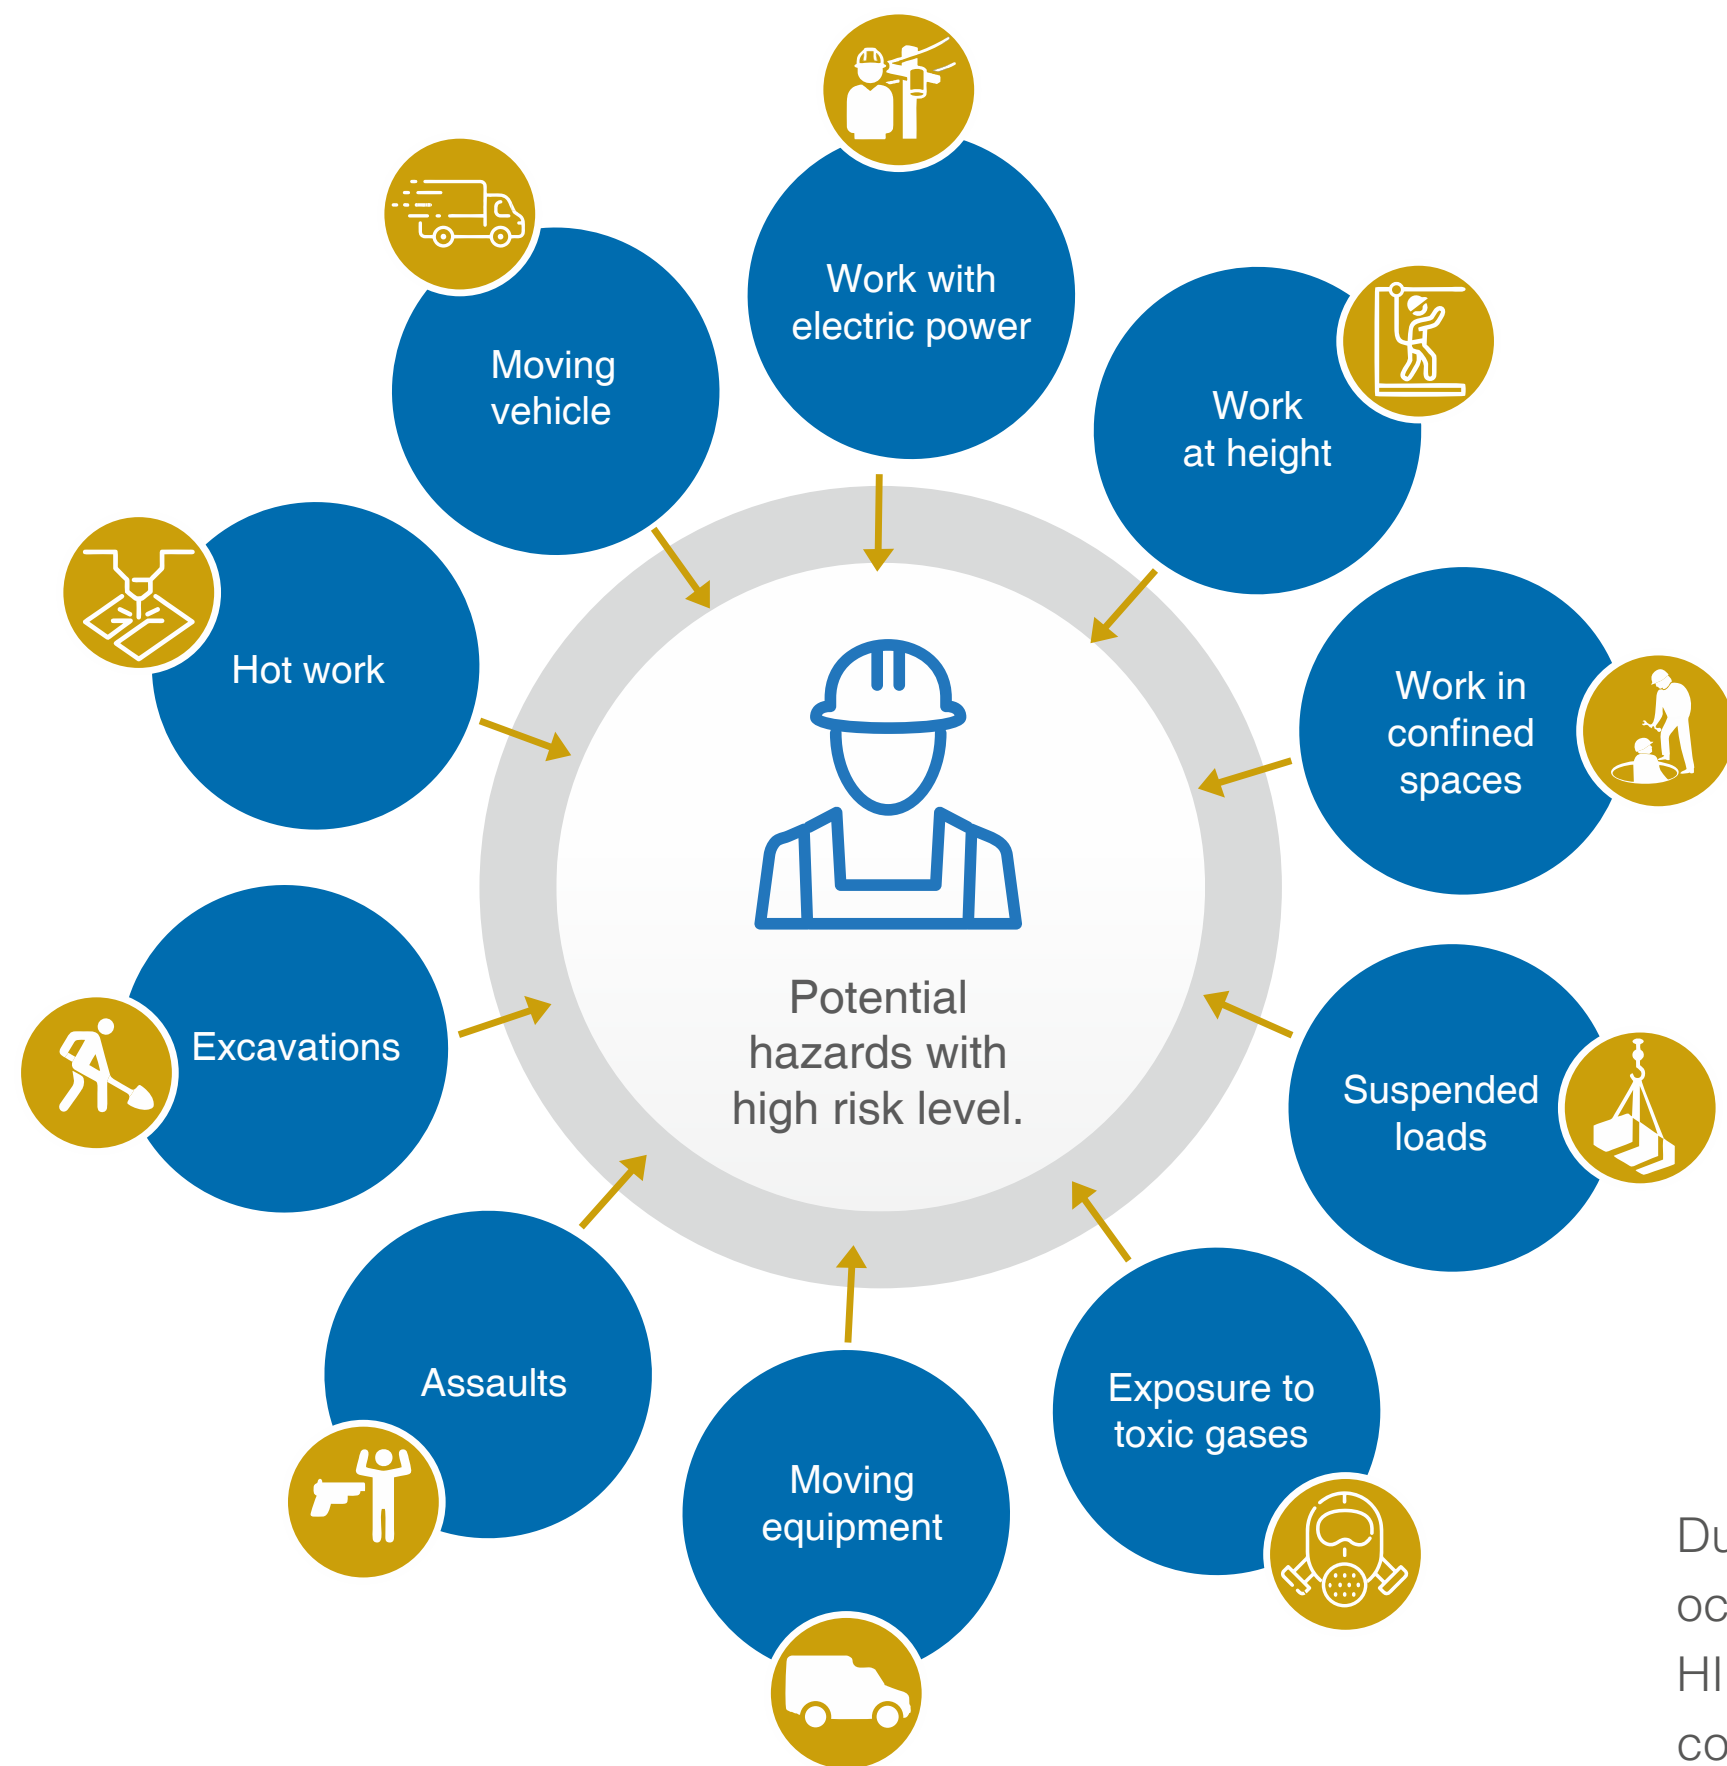 Work with
electric power
Moving
vehicle
Work
at height
Hot work
Work in
confined
spaces
Potential
hazards with
high risk level.
Excavations
Suspended
loads
Assaults
Exposure to
toxic gases
Moving
equipment